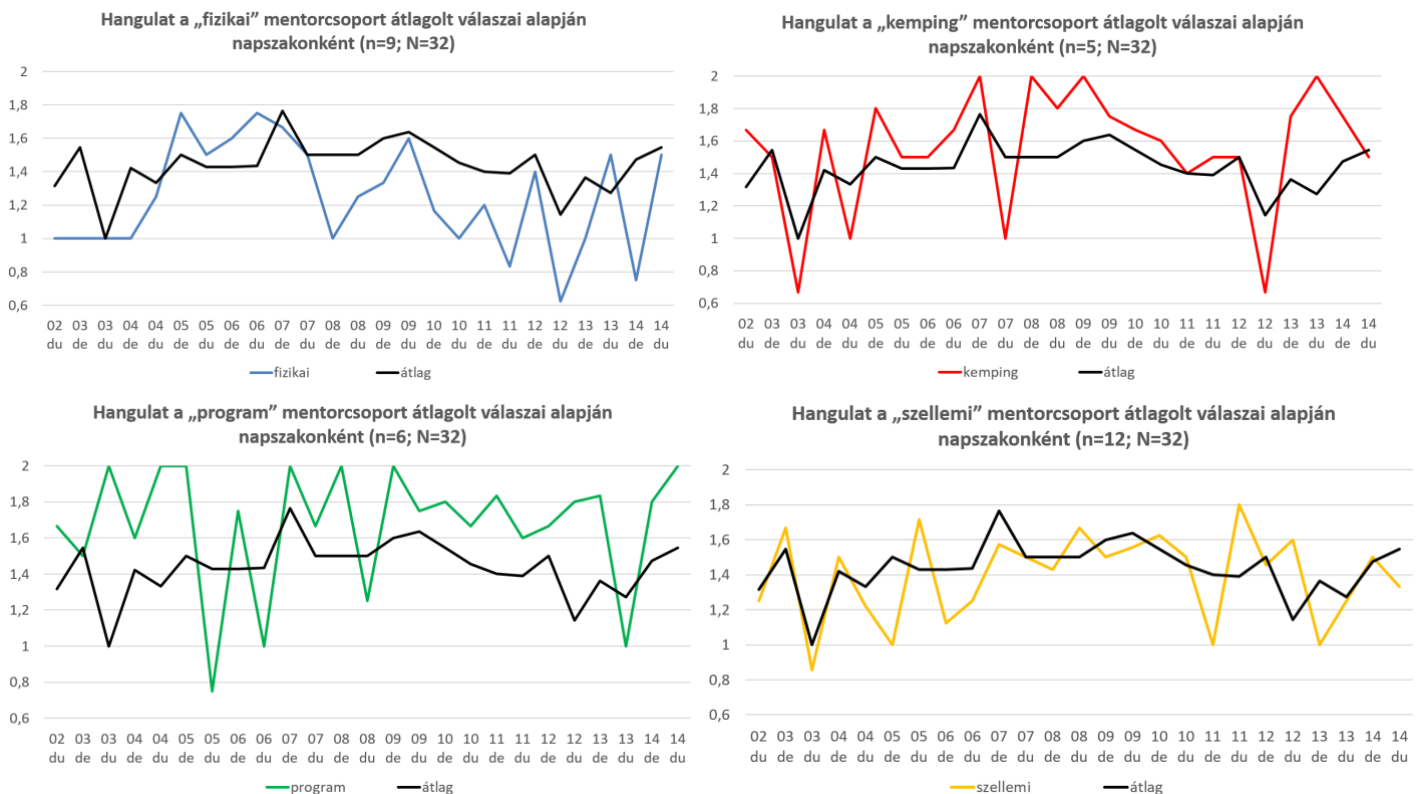 Hangulat a „fizikai” mentorcsoport átlagolt válaszai alapján
napszakonként (n=9; N=32)
2
1,8
1,6
1,4
1,2
1
0,8
0,6
02 03 03 04 04 05 05 06 06 07 07 08 08 09 09 10 10 11 11 12 12 13 13 14 14
du de du de du de du de du de du de du de du de du de du de du de du de du
fizikai átlag
Hangulat a „kemping” mentorcsoport átlagolt válaszai alapján
napszakonként (n=5; N=32)
2
1,8
1,6
1,4
1,2
1
0,8
0,6
02 03 03 04 04 05 05 06 06 07 07 08 08 09 09 10 10 11 11 12 12 13 13 14 14
du de du de du de du de du de du de du de du de du de du de du de du de du
kemping átlag
Hangulat a „program” mentorcsoport átlagolt válaszai alapján
napszakonként (n=6; N=32)
2
1,8
1,6
1,4
1,2
1
0,8
0,6
02 03 03 04 04 05 05 06 06 07 07 08 08 09 09 10 10 11 11 12 12 13 13 14 14
du de du de du de du de du de du de du de du de du de du de du de du de du
program átlag
Hangulat a „szellemi” mentorcsoport átlagolt válaszai alapján
napszakonként (n=12; N=32)
2
1,8
1,6
1,4
1,2
1
0,8
0,6
02 03 03 04 04 05 05 06 06 07 07 08 08 09 09 10 10 11 11 12 12 13 13 14 14
du de du de du de du de du de du de du de du de du de du de du de du de du
szellemi átlag